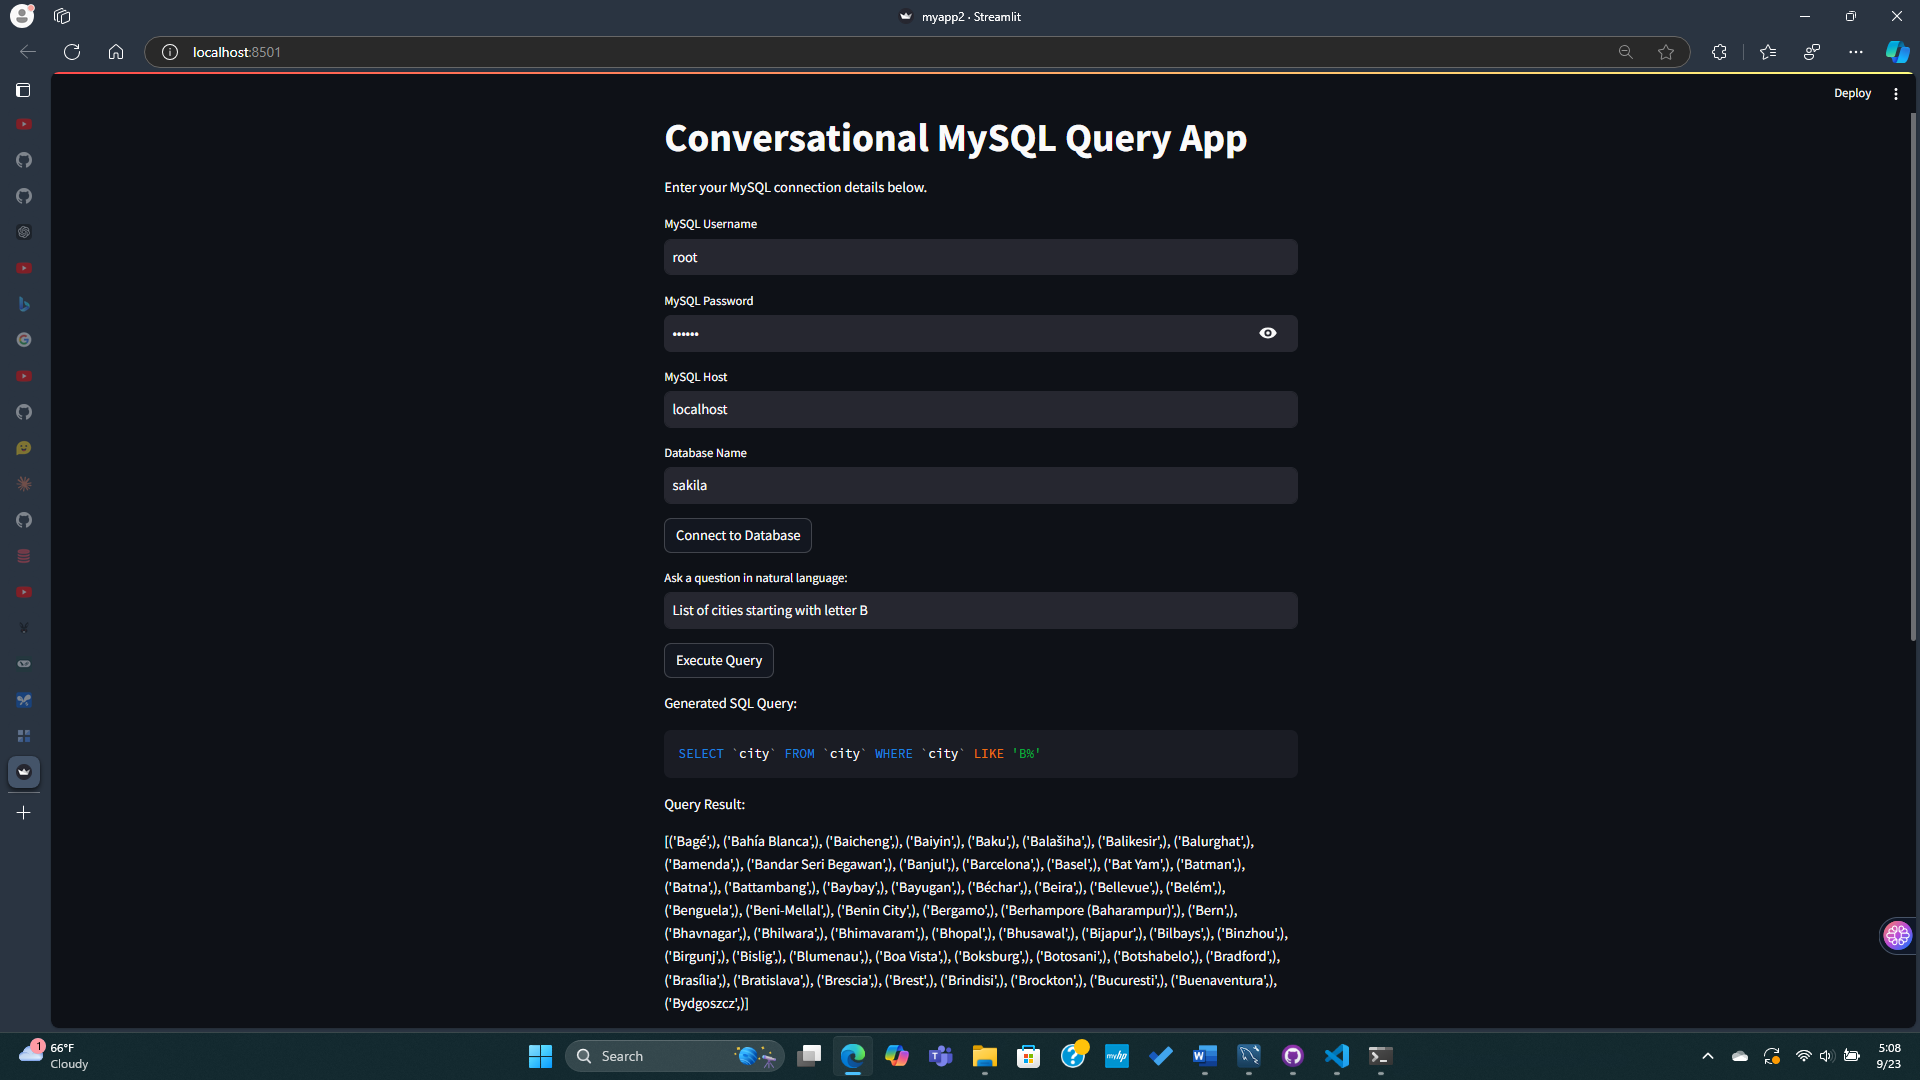 myapp2 · Streamlit
localhost:8501
Deploy
Conversational MySQL Query App
Enter your MySQL connection details below.
MySQL Username
root
MySQL Password
••••••
MySQL Host
localhost
Database Name
sakila
Connect to Database
Ask a question in natural language:
List of cities starting with letter B
Execute Query
Generated SQL Query:
SELECT `city` FROM `city` WHERE `city` LIKE 'B%'
Query Result:
[('Bagé',), ('Bahía Blanca',), ('Baicheng',), ('Baiyin',), ('Baku',), ('Balašiha',), ('Balikesir',), ('Balurghat',),
('Bamenda',), ('Bandar Seri Begawan',), ('Banjul',), ('Barcelona',), ('Basel',), ('Bat Yam',), ('Batman',),
('Batna',), ('Battambang',), ('Baybay',), ('Bayugan',), ('Béchar',), ('Beira',), ('Bellevue',), ('Belém',),
('Benguela',), ('Beni-Mellal',), ('Benin City',), ('Bergamo',), ('Berhampore (Baharampur)',), ('Bern',),
('Bhavnagar',), ('Bhilwara',), ('Bhimavaram',), ('Bhopal',), ('Bhusawal',), ('Bijapur',), ('Bilbays',), ('Binzhou',),
('Birgunj',), ('Bislig',), ('Blumenau',), ('Boa Vista',), ('Boksburg',), ('Botosani',), ('Botshabelo',), ('Bradford',),
('Brasília',), ('Bratislava',), ('Brescia',), ('Brest',), ('Brindisi',), ('Brockton',), ('Bucuresti',), ('Buenaventura',),
('Bydgoszcz',)]
1
66°F
Cloudy
Search
myhp
5:08
9/23